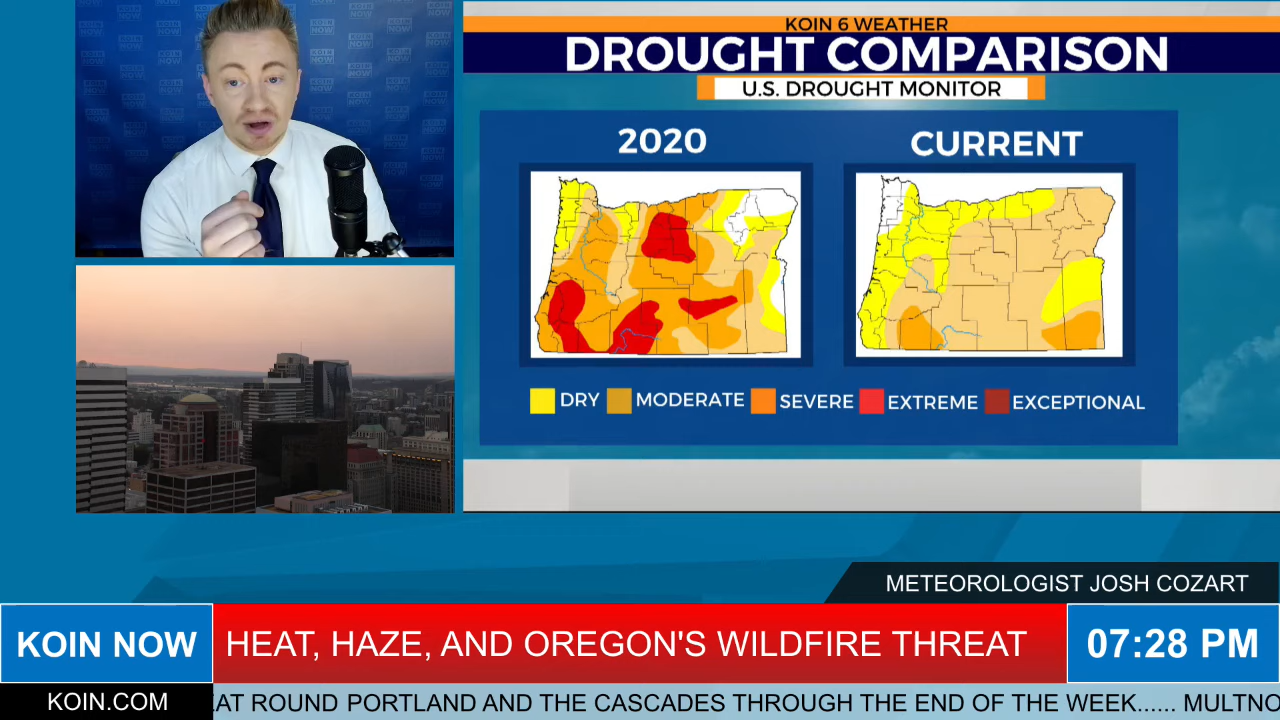 KOIN 6 WEATHER
DROUGHT COMPARISON
U.S. DROUGHT MONITOR
2020
CURRENT
DRY
MODERATE
SEVERE
EXTREME
EXCEPTIONAL
METEOROLOGIST JOSH COZART
KOIN NOW
HEAT, HAZE, AND OREGON'S WILDFIRE THREAT
07:28 PM
KOIN.COM
EAT ROUND PORTLAND AND THE CASCADES THROUGH THE END OF THE WEEK...... MULTNO